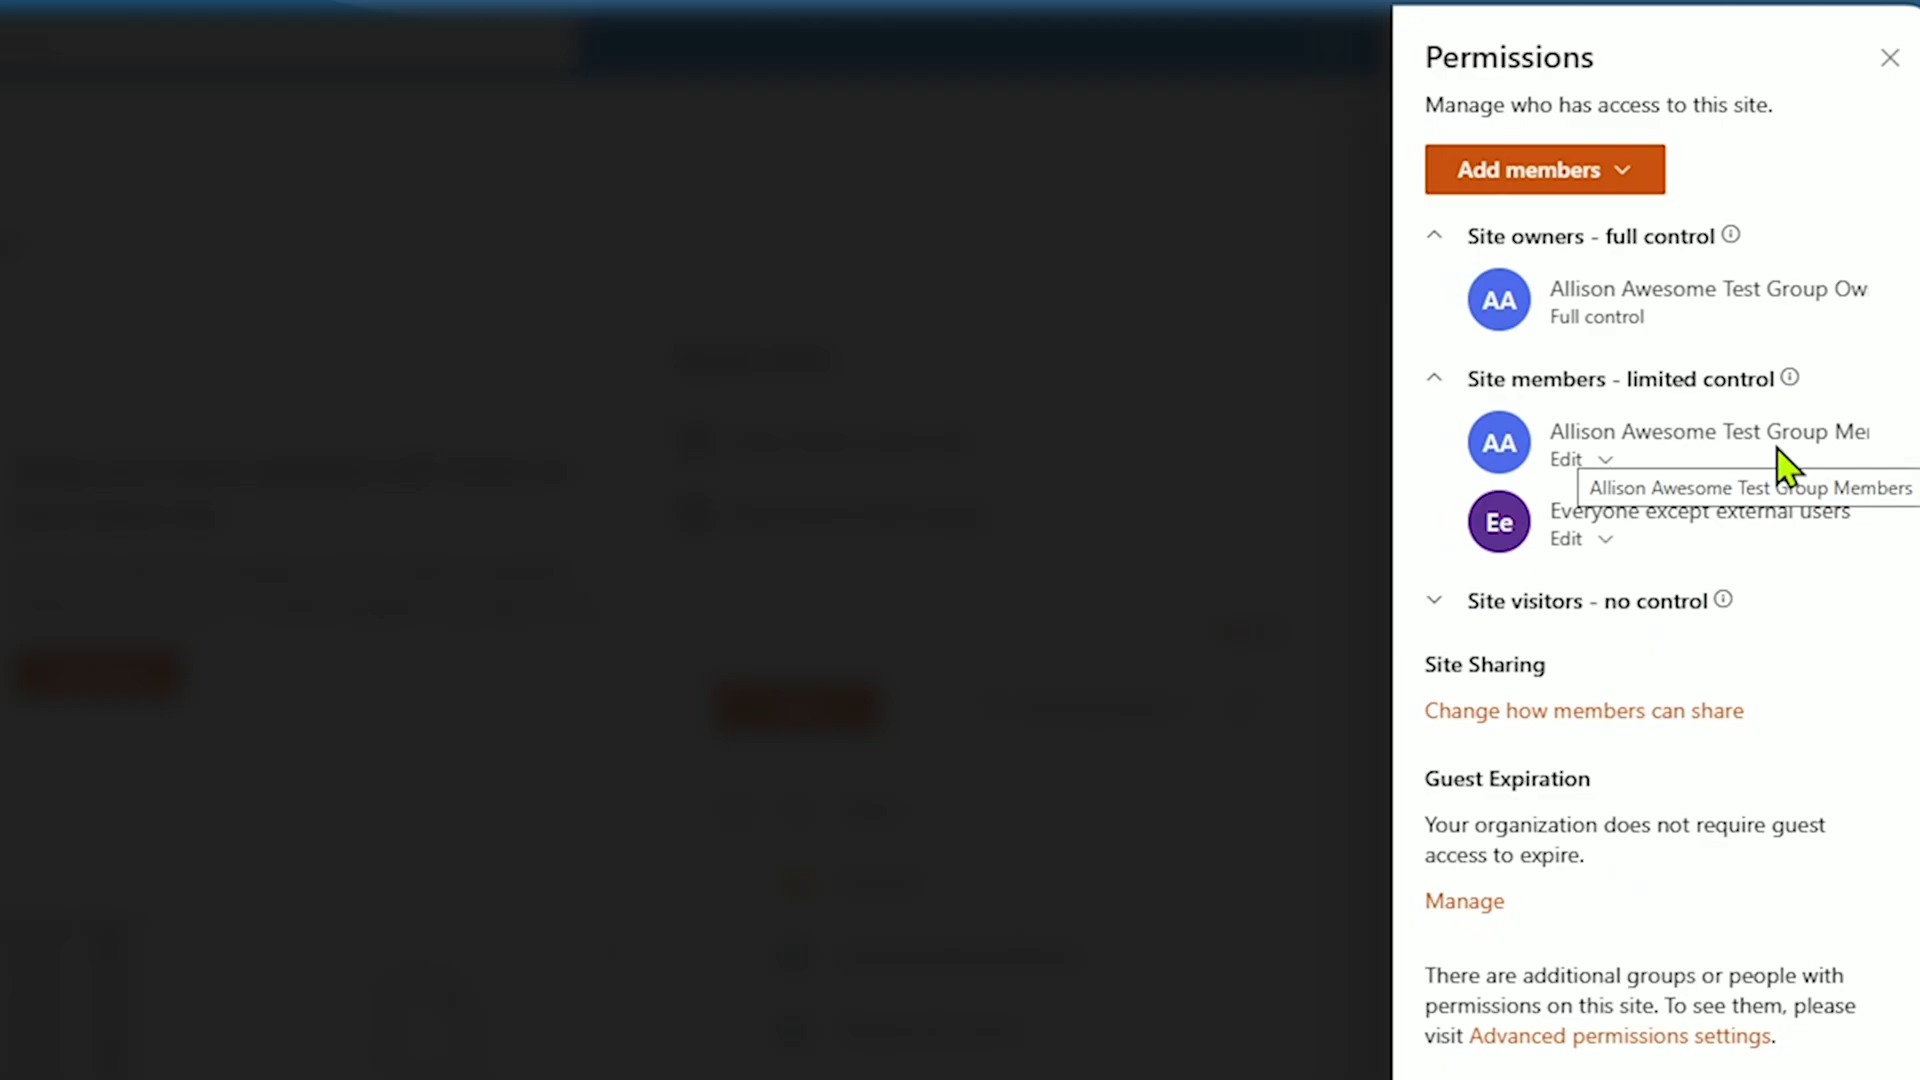 Permissions
Manage who has access to this site.
Add members
Site owners - full control
AA
Allison Awesome Test Group Ow
Full control
Site members - limited control
AA
Allison Awesome Test Group Me
Edit
Allison Awesome Test Group Members
Ee
Everyone except external users
Edit
Site visitors - no control
Site Sharing
Change how members can share
Guest Expiration
Your organization does not require guest
access to expire.
Manage
There are additional groups or people with
permissions on this site. To see them, please
visit Advanced permissions settings.